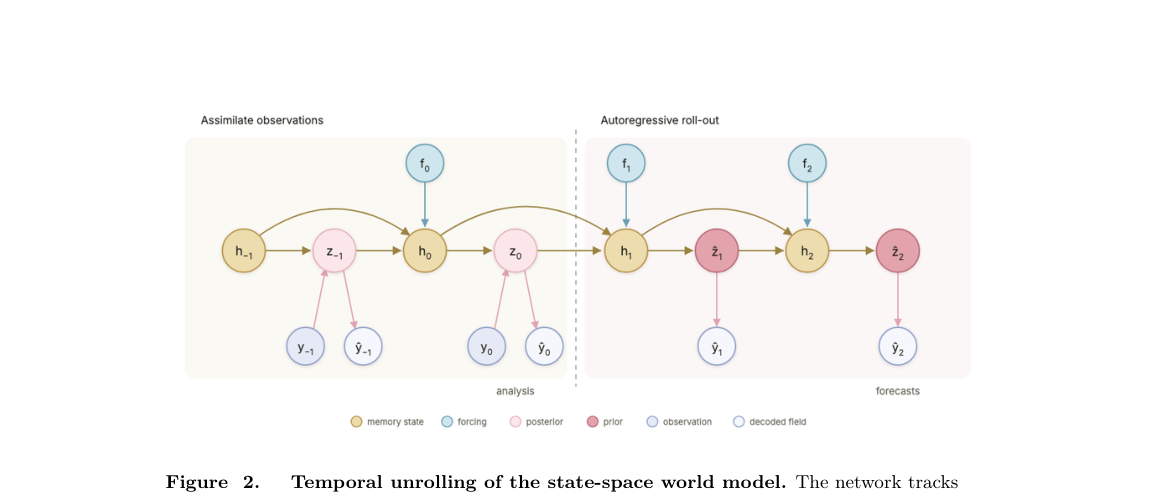 Assimilate observations
Autoregressive roll-out
f₀
f₁
f₂
h₋₁
z₋₁
h₀
z₀
h₁
ẑ₁
h₂
ẑ₂
y₋₁
ŷ₋₁
y₀
ŷ₀
ŷ₁
ŷ₂
analysis
forecasts
memory state
forcing
posterior
prior
observation
decoded field
Figure 2. Temporal unrolling of the state-space world model. The network tracks